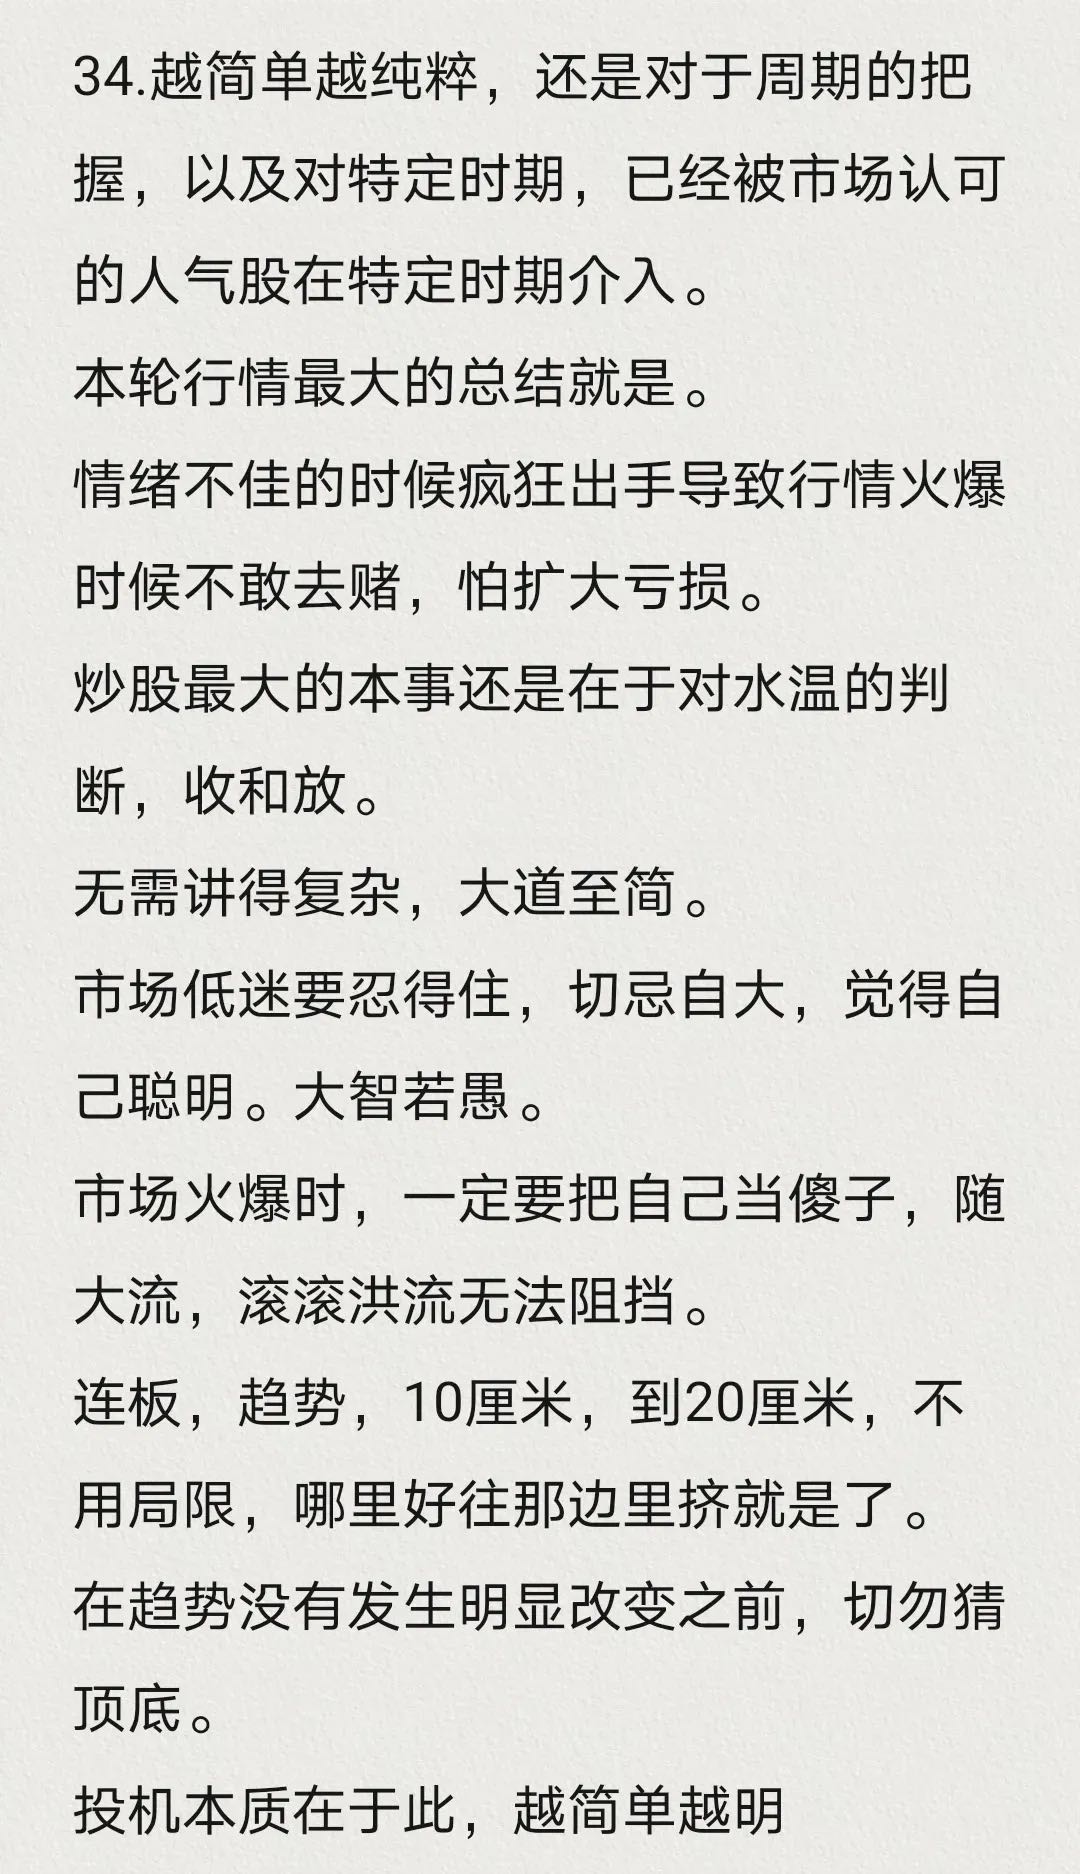 34.越简单越纯粹，还是对于周期的把
握，以及对特定时期，已经被市场认可
的人气股在特定时期介入。
本轮行情最大的总结就是。
情绪不佳的时候疯狂出手导致行情火爆
时候不敢去赌，怕扩大亏损。
炒股最大的本事还是在于对水温的判
断，收和放。
无需讲得复杂，大道至简。
市场低迷要忍得住，切忌自大，觉得自
己聪明。大智若愚。
市场火爆时，一定要把自己当傻子，随
大流，滚滚洪流无法阻挡。
连板，趋势，10厘米，到20厘米，不
用局限，哪里好往那边里挤就是了。
在趋势没有发生明显改变之前，切勿猜
顶底。
投机本质在于此，越简单越明